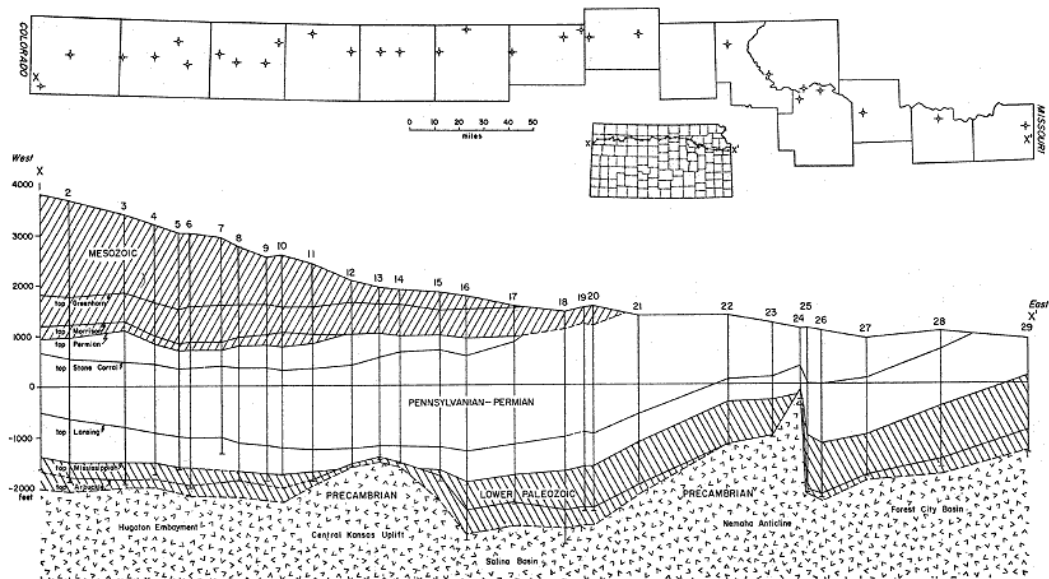 COLORADO
X
0 10 20 30 40 50
miles
MISSOURI
X'
X X'
West
X
4000
3000
2000
1000
0
-1000
-2000
feet
1 2 3 4 5 6 7 8 9 10 11 12 13 14 15 16 17 18 19 20 21 22 23 24 25 26 27 28 29
East
X'
MESOZOIC
top Greenhorn
top Morrison
top Permian
top Stone Corral
PENNSYLVANIAN-PERMIAN
top Lansing
top Mississippian
top Arbuckle
PRECAMBRIAN
LOWER PALEOZOIC
PRECAMBRIAN
Hugoton Embayment
Central Kansas Uplift
Salina Basin
Nemaha Anticline
Forest City Basin